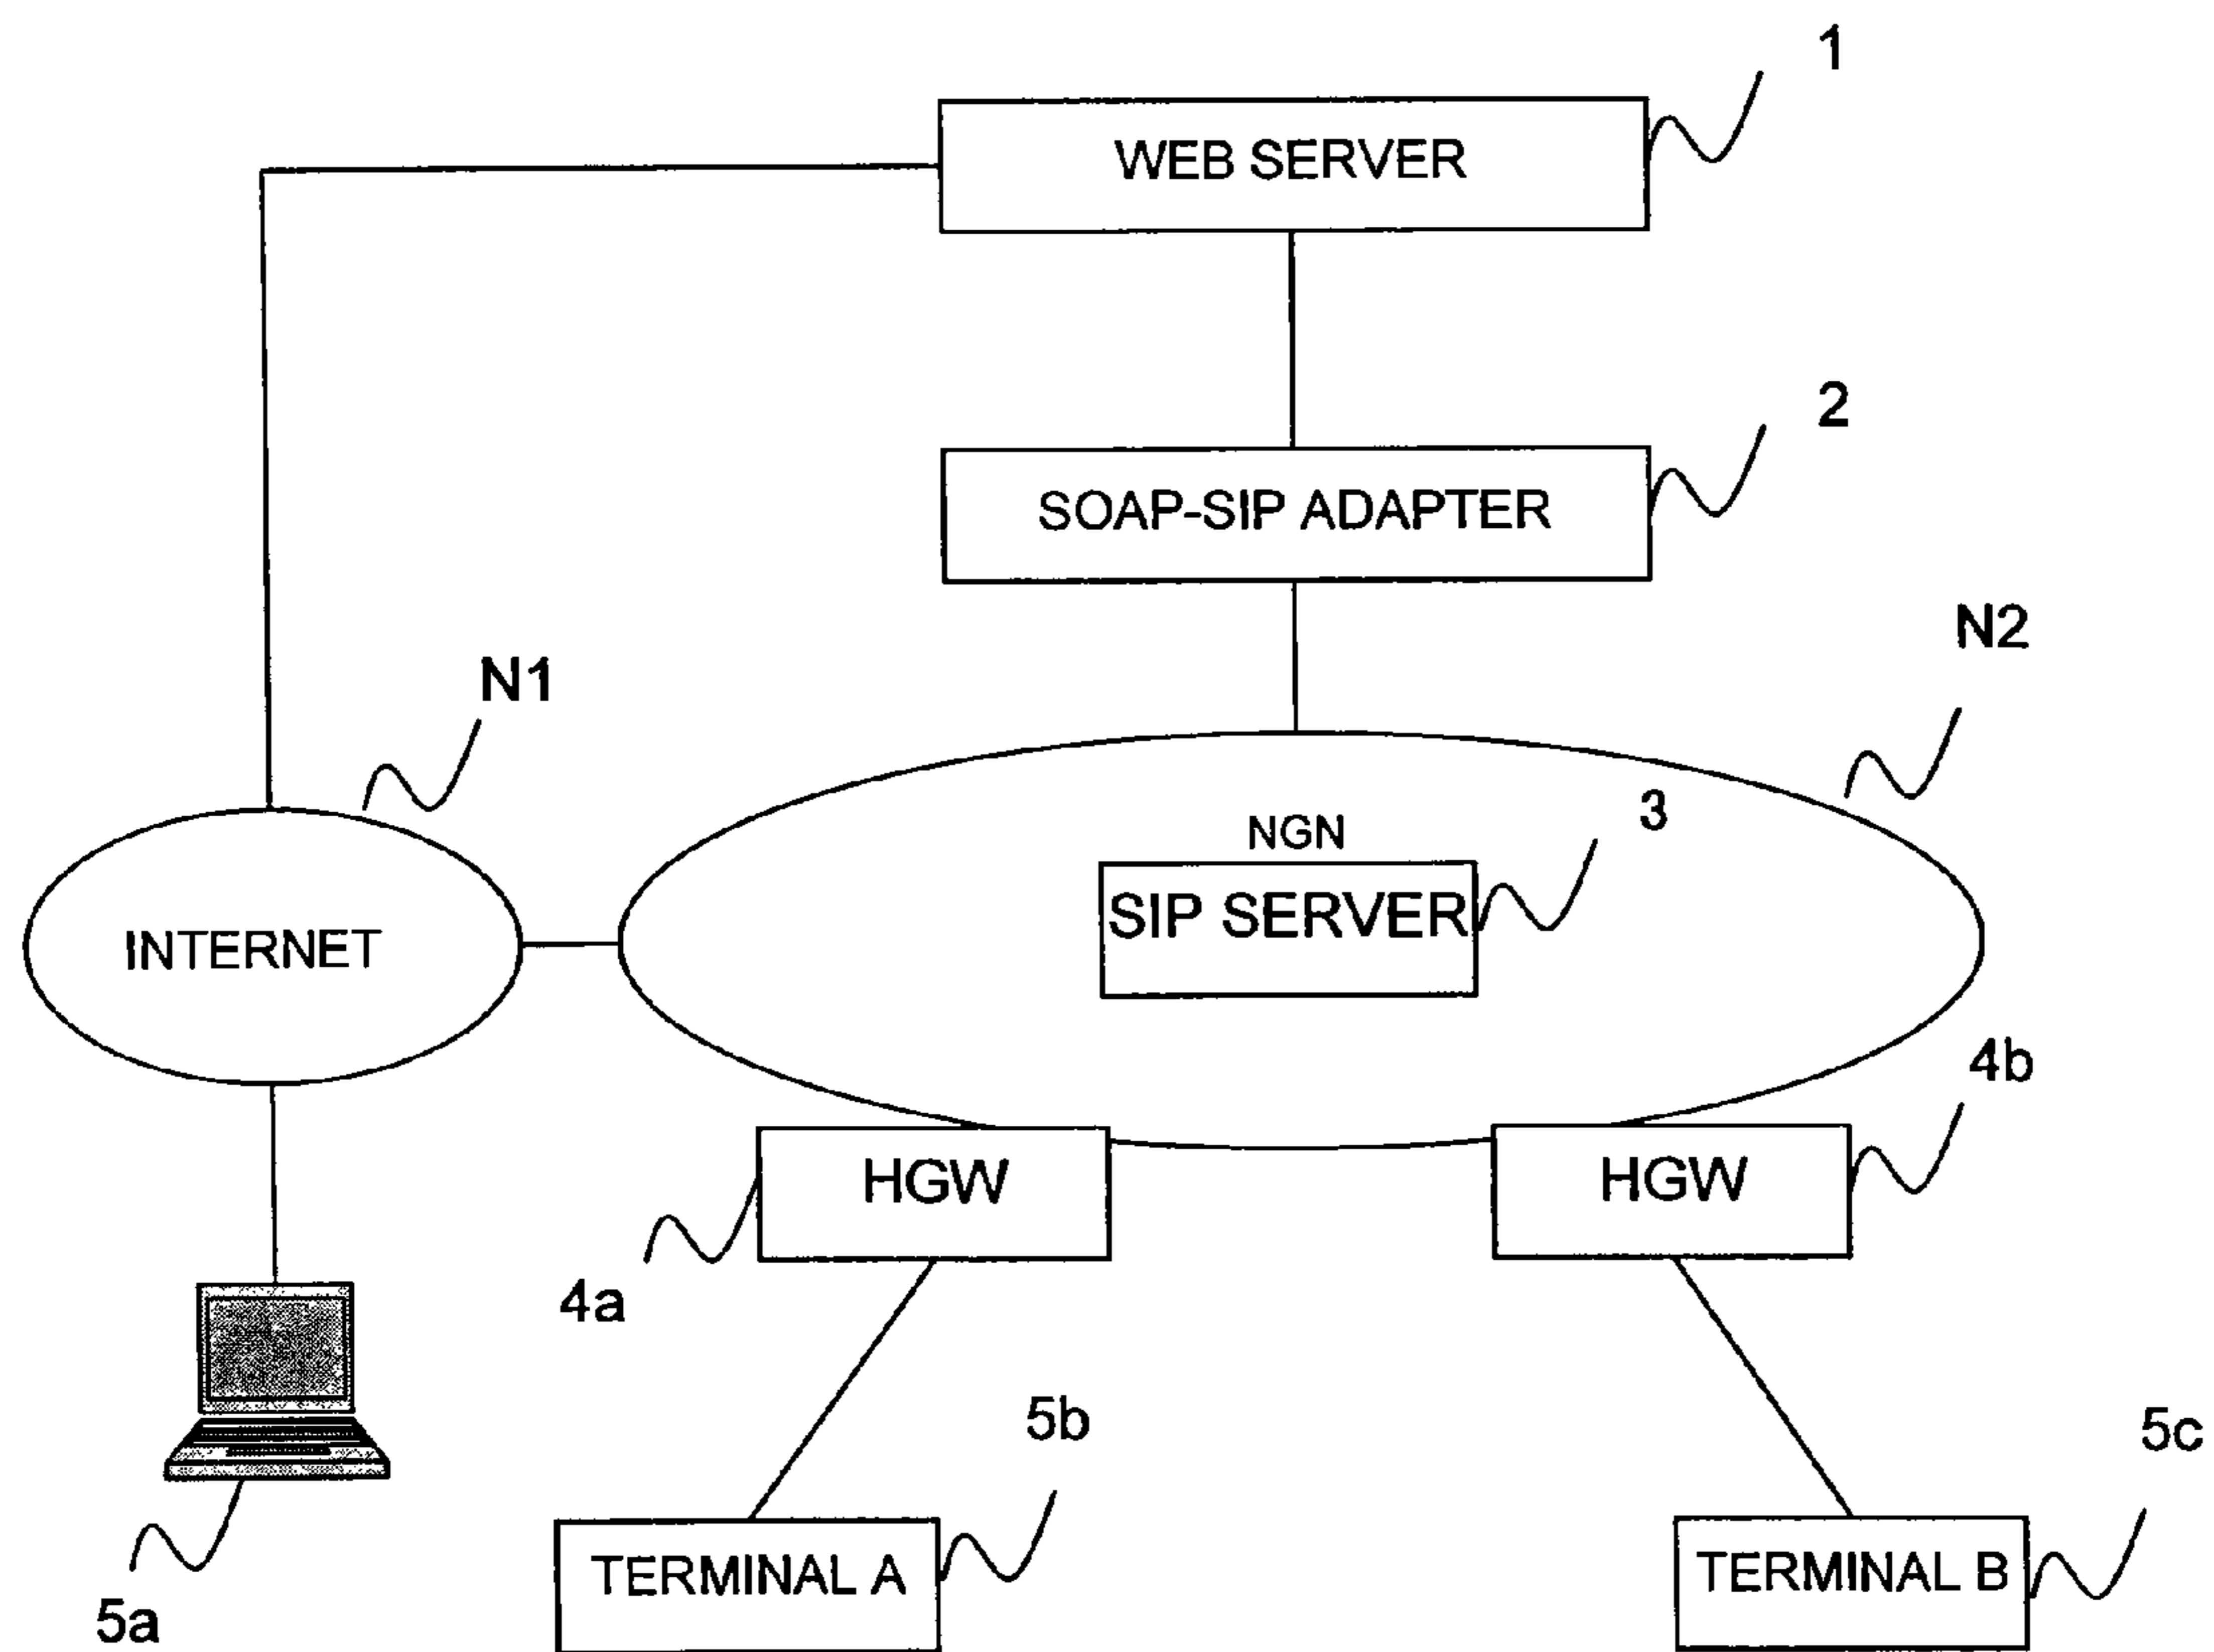 1
WEB SERVER
2
SOAP-SIP ADAPTER
N2
N1
3
NGN
SIP SERVER
INTERNET
4b
HGW
HGW
4a
5b
5c
TERMINAL A
TERMINAL B
5a